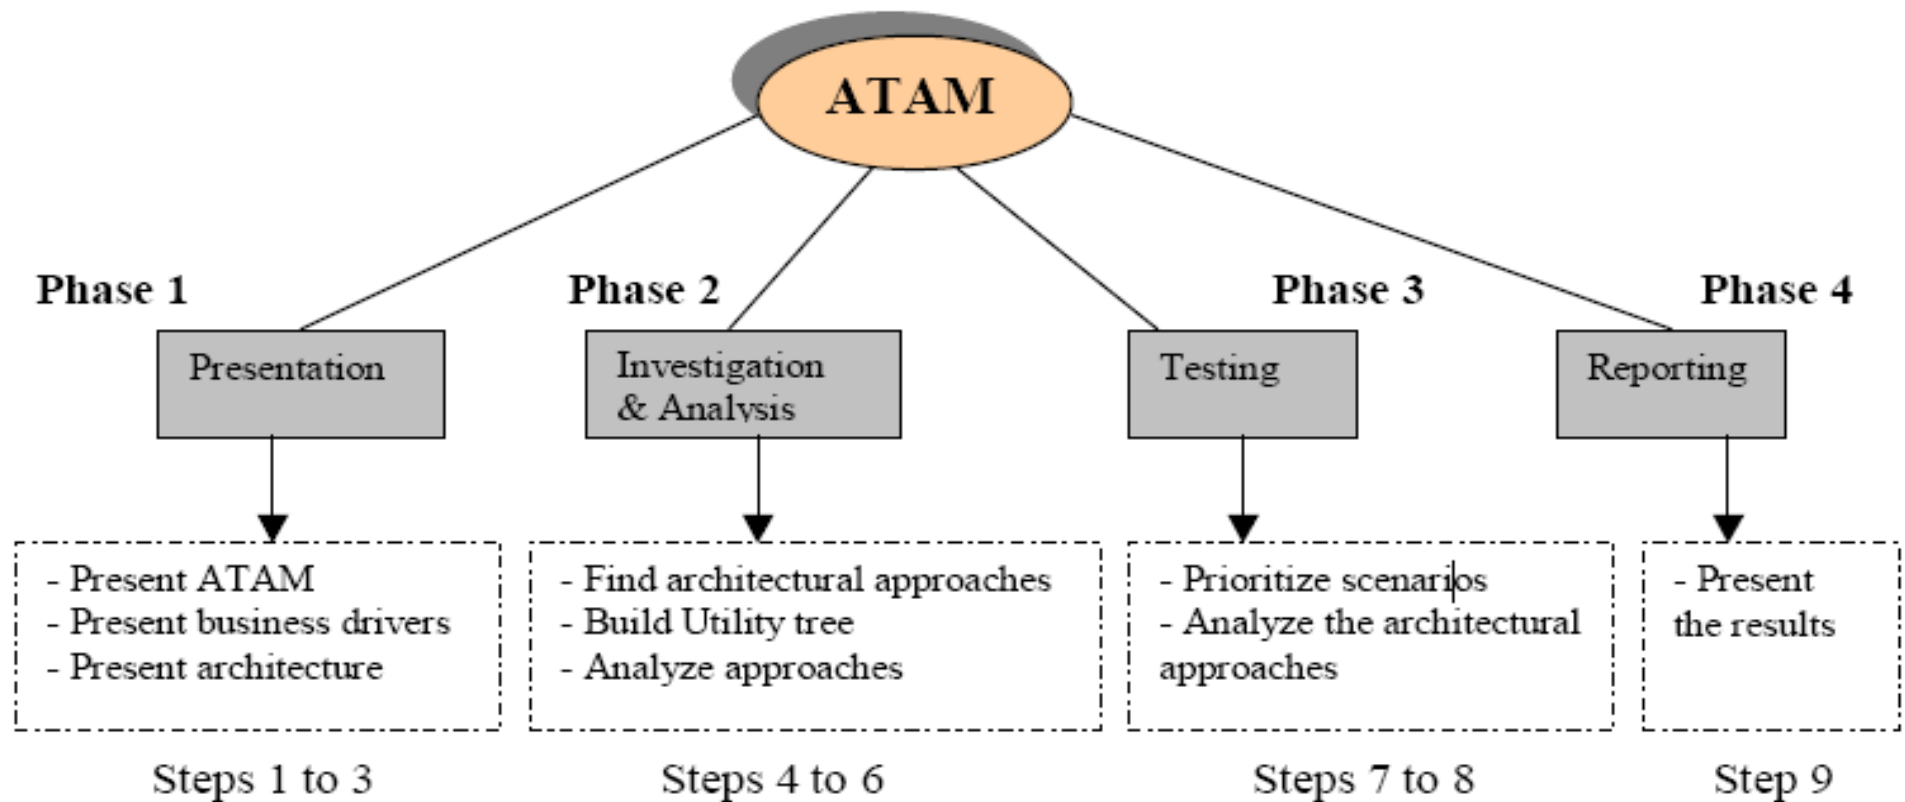 ATAM
Phase 1
Phase 2
Phase 3
Phase 4
Presentation
Investigation
& Analysis
Testing
Reporting
- Present ATAM
- Present business drivers
- Present architecture
- Find architectural approaches
- Build Utility tree
- Analyze approaches
- Prioritize scenarios
- Analyze the architectural
approaches
- Present
the results
Steps 1 to 3
Steps 4 to 6
Steps 7 to 8
Step 9